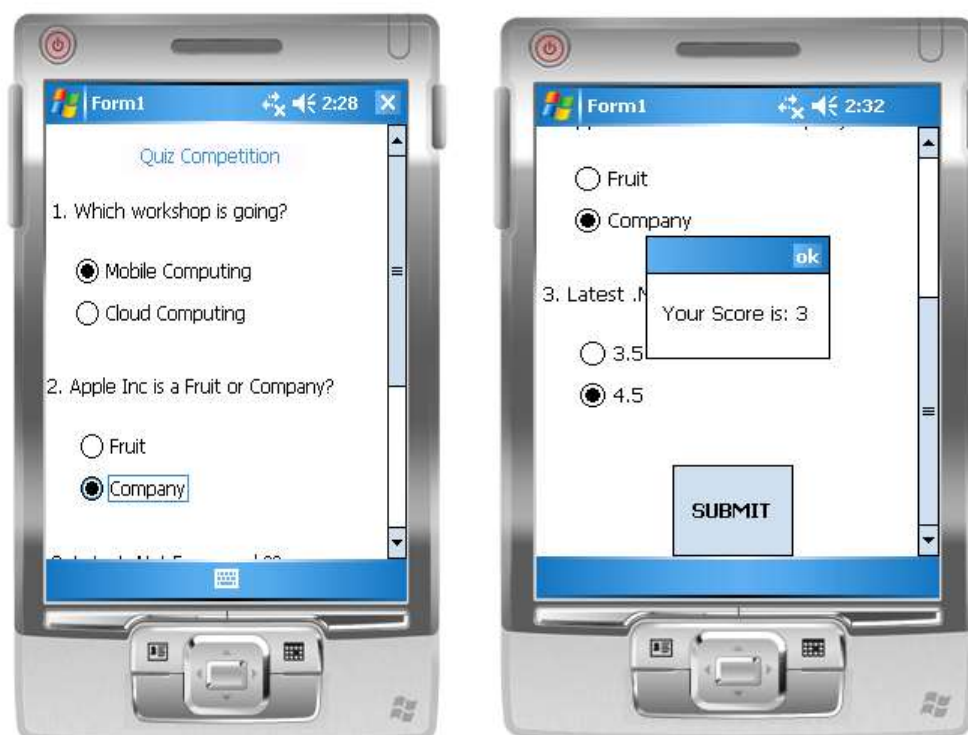 Form1 2:28
Quiz Competition
1. Which workshop is going?
Mobile Computing
Cloud Computing
2. Apple Inc is a Fruit or Company?
Fruit
Company
Form1 2:32
Fruit
Company
ok
3. Latest .N
Your Score is: 3
3.5
4.5
SUBMIT